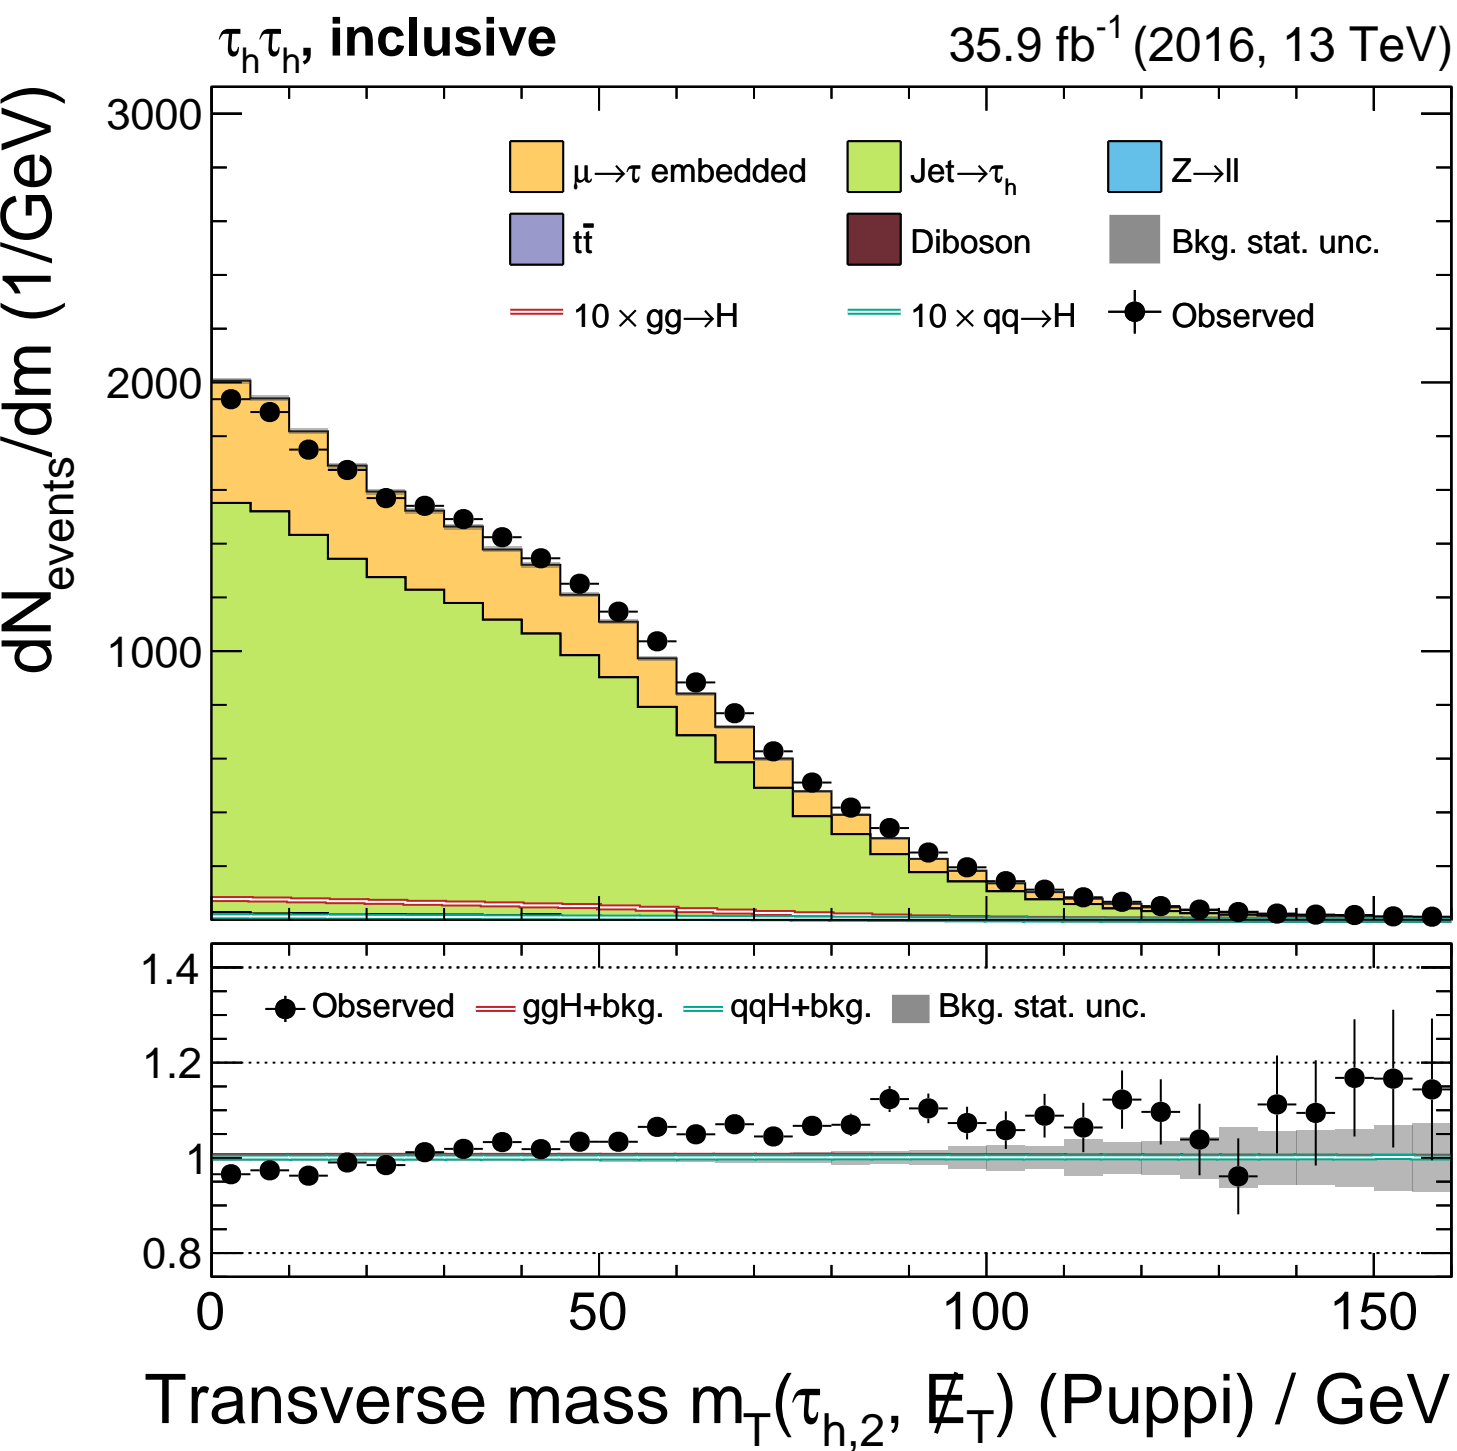 τhτh, inclusive
35.9 fb-1 (2016, 13 TeV)
dNevents/dm (1/GeV)
3000
2000
1000
μ→τ embedded
Jet→τh
Z→ll
tt̄
Diboson
Bkg. stat. unc.
10 × gg→H
10 × qq→H
Observed
1.4
1.2
1
0.8
Observed
ggH+bkg.
qqH+bkg.
Bkg. stat. unc.
0
50
100
150
Transverse mass mT(τh,2, E̸T) (Puppi) / GeV